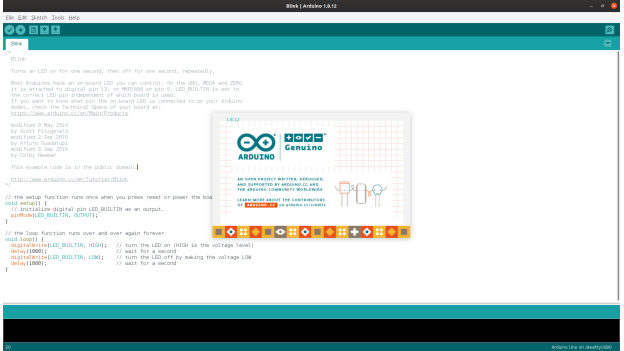 Blink | Arduino 1.8.12
File Edit Sketch Tools Help
Blink
/*
Blink
Turns an LED on for one second, then off for one second, repeatedly.
Most Arduinos have an on-board LED you can control. On the UNO, MEGA and ZERO
it is attached to digital pin 13, on MKR1000 on pin 6. LED_BUILTIN is set to
the correct LED pin independent of which board is used.
If you want to know what pin the on-board LED is connected to on your Arduino
model, check the Technical Specs of your board at:
https://www.arduino.cc/en/Main/Products
modified 8 May 2014
by Scott Fitzgerald
modified 2 Sep 2016
by Arturo Guadalupi
modified 8 Sep 2016
by Colby Newman
This example code is in the public domain.
http://www.arduino.cc/en/Tutorial/Blink
*/
// the setup function runs once when you press reset or power the boa
void setup() {
// initialize digital pin LED_BUILTIN as an output.
pinMode(LED_BUILTIN, OUTPUT);
}
// the loop function runs over and over again forever
void loop() {
digitalWrite(LED_BUILTIN, HIGH); // turn the LED on (HIGH is the voltage level)
delay(1000); // wait for a second
digitalWrite(LED_BUILTIN, LOW); // turn the LED off by making the voltage LOW
delay(1000); // wait for a second
}
1.8.12
ARDUINO
Genuino
AN OPEN PROJECT WRITTEN, DEBUGGED,
AND SUPPORTED BY ARDUINO.CC AND
THE ARDUINO COMMUNITY WORLDWIDE
LEARN MORE ABOUT THE CONTRIBUTORS
OF ARDUINO.CC on arduino.cc/credits
20
Arduino Uno on /dev/ttyUSB0